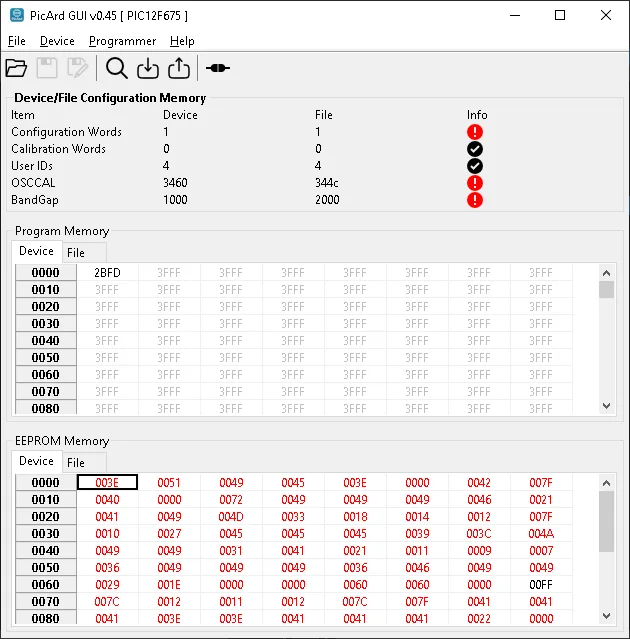 PicArd GUI v0.45 [ PIC12F675 ]
File Device Programmer Help
Device/File Configuration Memory
Item Device File Info
Configuration Words 1 1
Calibration Words 0 0
User IDs 4 4
OSCCAL 3460 344c
BandGap 1000 2000
Program Memory
Device File
0000 2BFD 3FFF 3FFF 3FFF 3FFF 3FFF 3FFF 3FFF
0010 3FFF 3FFF 3FFF 3FFF 3FFF 3FFF 3FFF 3FFF
0020 3FFF 3FFF 3FFF 3FFF 3FFF 3FFF 3FFF 3FFF
0030 3FFF 3FFF 3FFF 3FFF 3FFF 3FFF 3FFF 3FFF
0040 3FFF 3FFF 3FFF 3FFF 3FFF 3FFF 3FFF 3FFF
0050 3FFF 3FFF 3FFF 3FFF 3FFF 3FFF 3FFF 3FFF
0060 3FFF 3FFF 3FFF 3FFF 3FFF 3FFF 3FFF 3FFF
0070 3FFF 3FFF 3FFF 3FFF 3FFF 3FFF 3FFF 3FFF
0080 3FFF 3FFF 3FFF 3FFF 3FFF 3FFF 3FFF 3FFF
EEPROM Memory
Device File
0000 003E 0051 0049 0045 003E 0000 0042 007F
0010 0040 0000 0072 0049 0049 0049 0046 0021
0020 0041 0049 004D 0033 0018 0014 0012 007F
0030 0010 0027 0045 0045 0045 0039 003C 004A
0040 0049 0049 0031 0041 0021 0011 0009 0007
0050 0036 0049 0049 0049 0036 0046 0049 0049
0060 0029 001E 0000 0000 0060 0060 0000 00FF
0070 007C 0012 0011 0012 007C 007F 0041 0041
0080 0041 003E 003E 0041 0041 0041 0022 0000